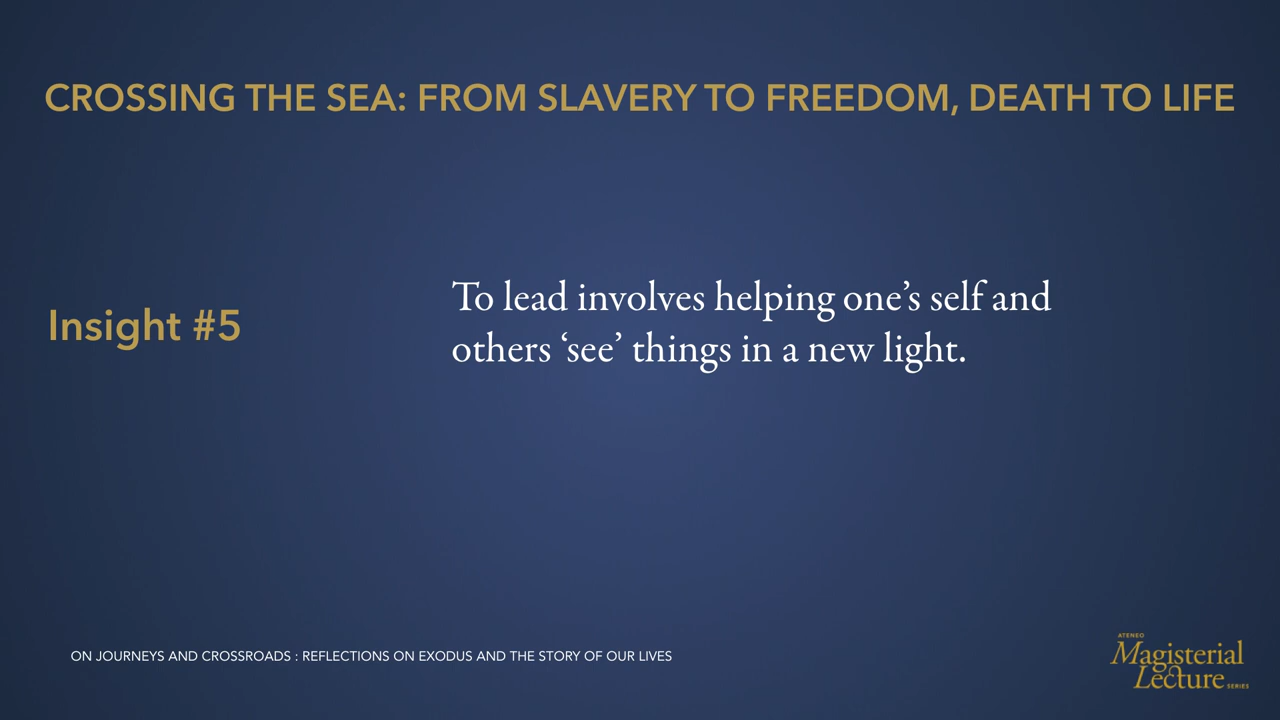 CROSSING THE SEA: FROM SLAVERY TO FREEDOM, DEATH TO LIFE
Insight #5
To lead involves helping one’s self and
others ‘see’ things in a new light.
ON JOURNEYS AND CROSSROADS : REFLECTIONS ON EXODUS AND THE STORY OF OUR LIVES
ATENEO
Magisterial
Lecture SERIES